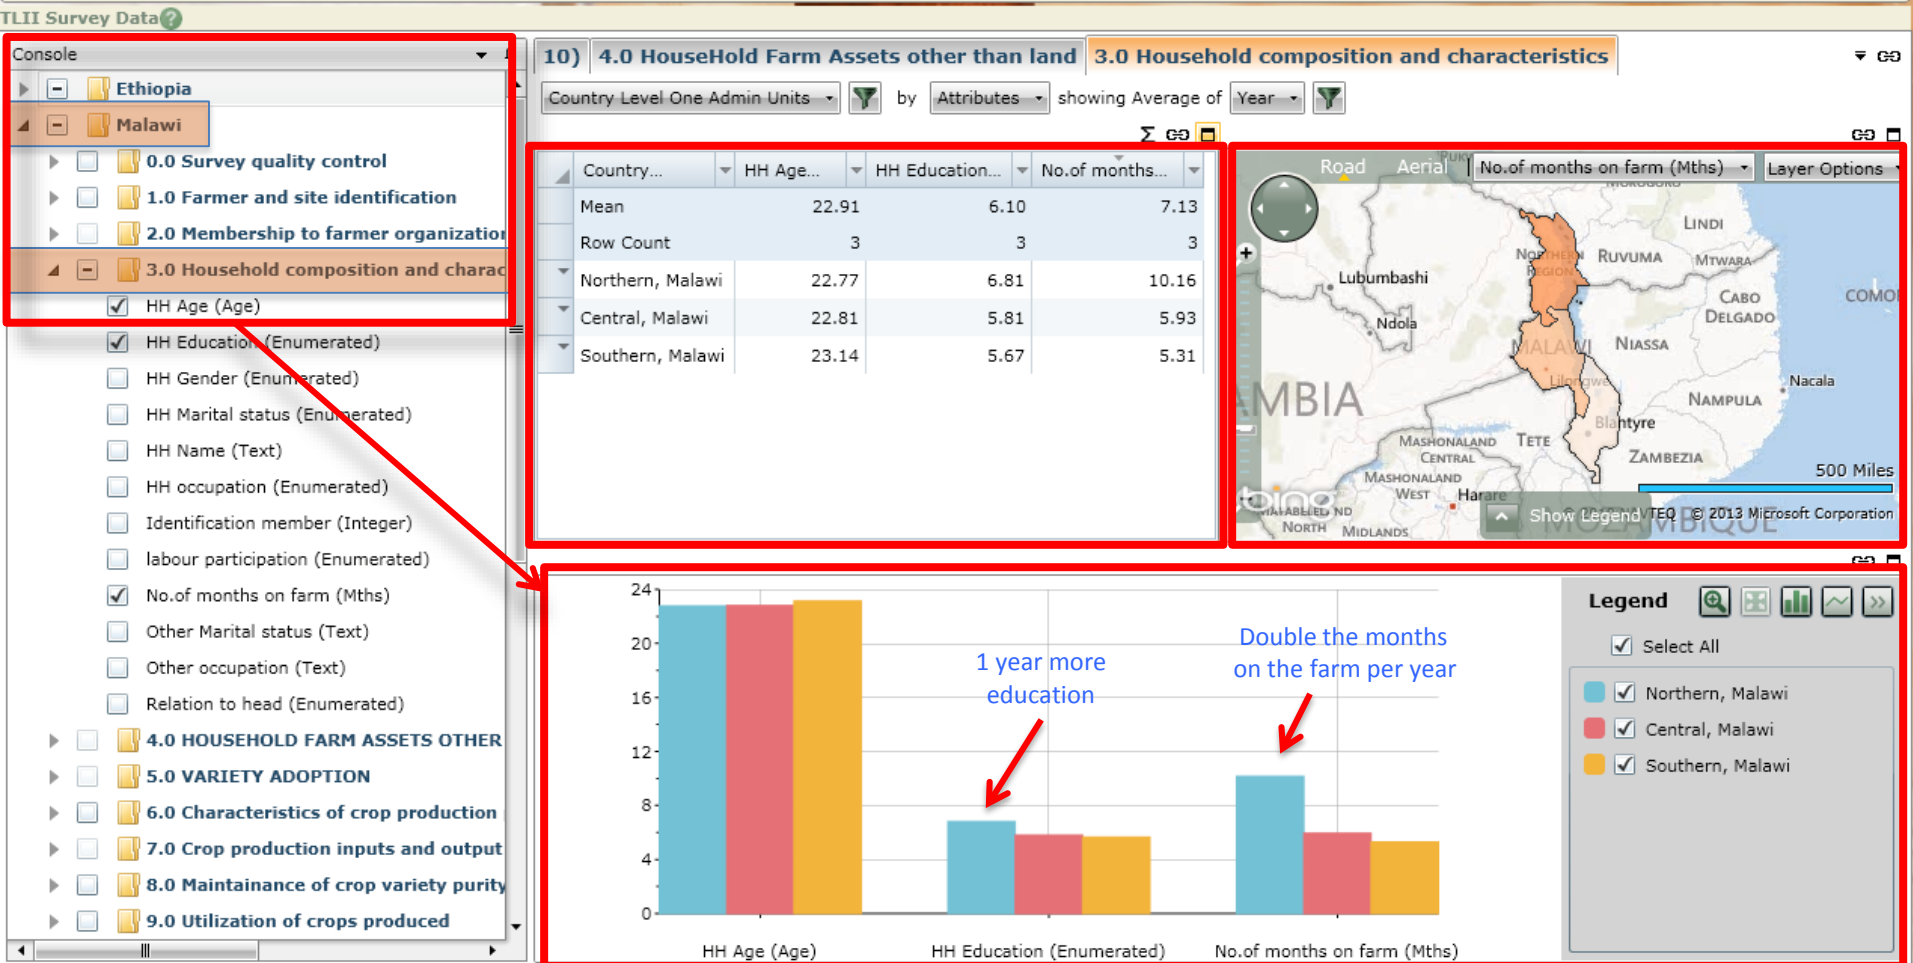 TLII Survey Data
Console
Ethiopia
Malawi
0.0 Survey quality control
1.0 Farmer and site identification
2.0 Membership to farmer organization
3.0 Household composition and charac
HH Age (Age)
HH Education (Enumerated)
HH Gender (Enumerated)
HH Marital status (Enumerated)
HH Name (Text)
HH occupation (Enumerated)
Identification member (Integer)
labour participation (Enumerated)
No.of months on farm (Mths)
Other Marital status (Text)
Other occupation (Text)
Relation to head (Enumerated)
4.0 HOUSEHOLD FARM ASSETS OTHER
5.0 VARIETY ADOPTION
6.0 Characteristics of crop production
7.0 Crop production inputs and output
8.0 Maintainance of crop variety purity
9.0 Utilization of crops produced
10) 4.0 HouseHold Farm Assets other than land 3.0 Household composition and characteristics
Country Level One Admin Units by Attributes showing Average of Year
Σ
Country... HH Age... HH Education... No.of months...
Mean 22.91 6.10 7.13
Row Count 3 3 3
Northern, Malawi 22.77 6.81 10.16
Central, Malawi 22.81 5.81 5.93
Southern, Malawi 23.14 5.67 5.31
Road Aerial No.of months on farm (Mths) Layer Options
LINDI
NORTHERN
REGION
RUVUMA
MTWARA
Lubumbashi
CABO
DELGADO
COMO
Ndola
MALAWI
NIASSA
Lilongwe
Nacala
MBIA
NAMPULA
Blantyre
MASHONALAND
CENTRAL
TETE
ZAMBEZIA
500 Miles
MASHONALAND
WEST
Harare
bing
NORTH
MIDLANDS
Show Legend
MOZAMBIQUE
© 2013 Microsoft Corporation
24
20
16
12
8
4
0
1 year more
education
Double the months
on the farm per year
HH Age (Age) HH Education (Enumerated) No.of months on farm (Mths)
Legend
Select All
Northern, Malawi
Central, Malawi
Southern, Malawi